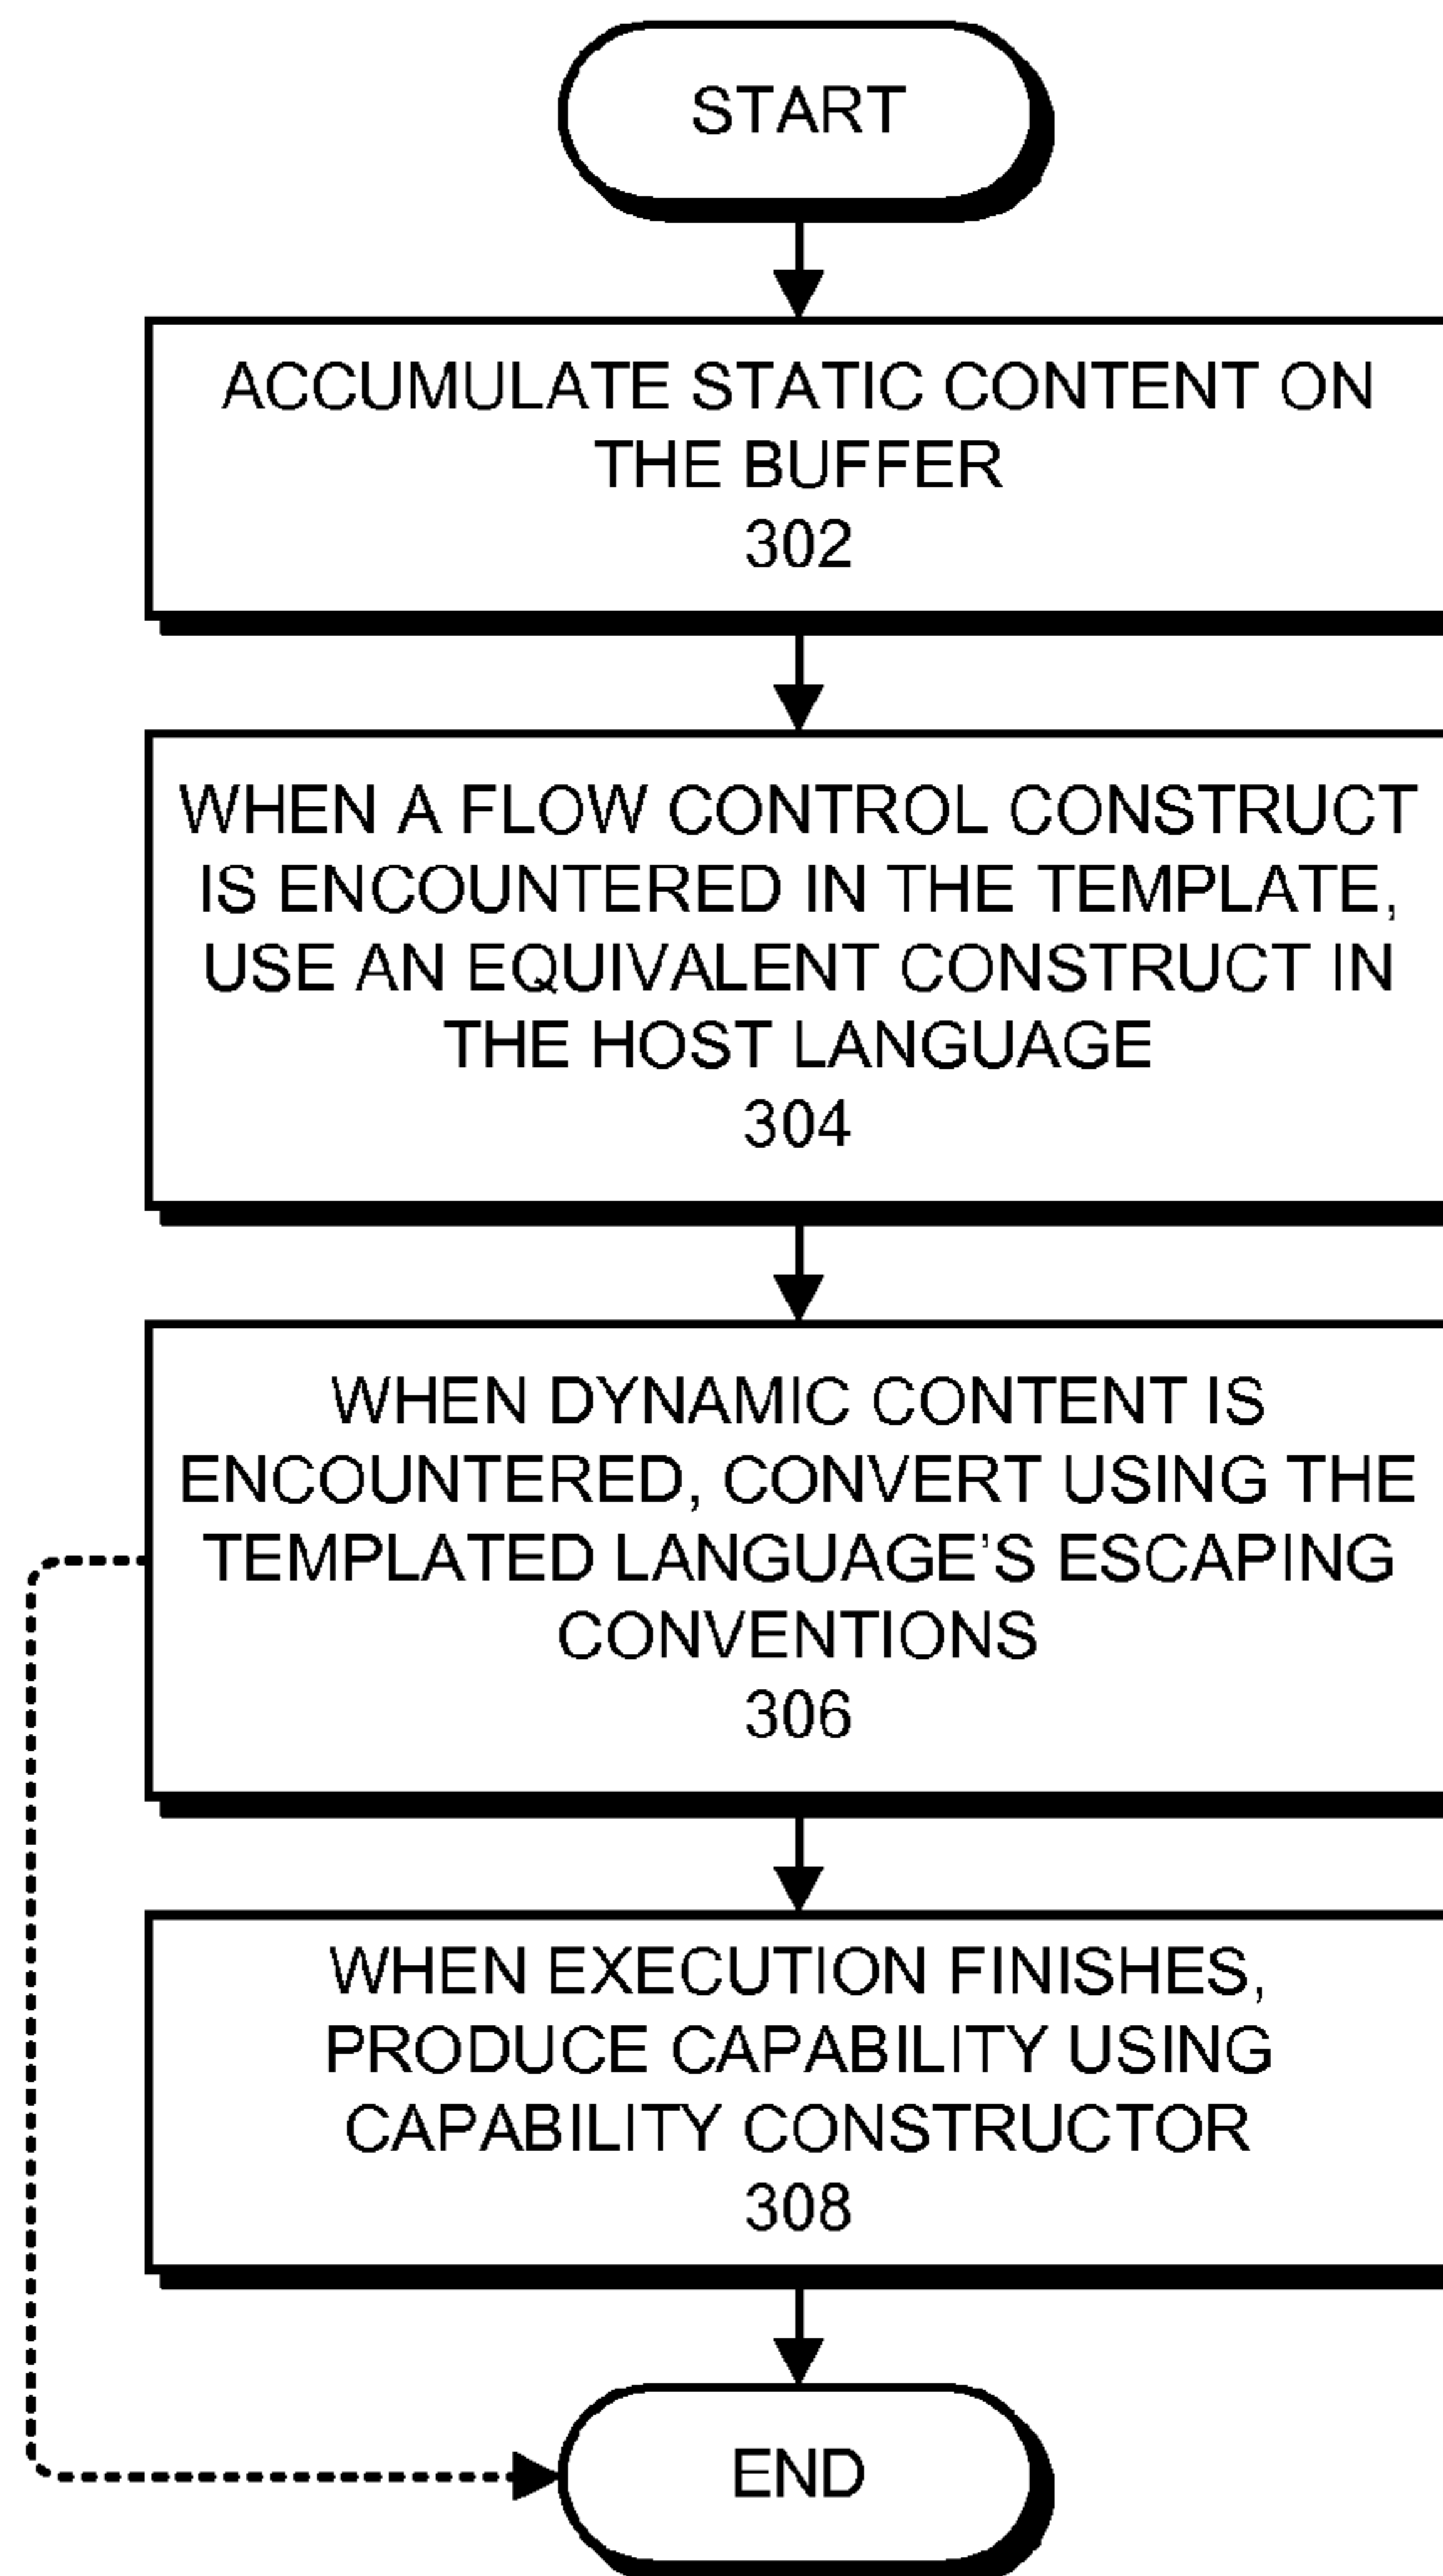 START
ACCUMULATE STATIC CONTENT ON
THE BUFFER
302
WHEN A FLOW CONTROL CONSTRUCT
IS ENCOUNTERED IN THE TEMPLATE,
USE AN EQUIVALENT CONSTRUCT IN
THE HOST LANGUAGE
304
WHEN DYNAMIC CONTENT IS
ENCOUNTERED, CONVERT USING THE
TEMPLATED LANGUAGE'S ESCAPING
CONVENTIONS
306
WHEN EXECUTION FINISHES,
PRODUCE CAPABILITY USING
CAPABILITY CONSTRUCTOR
308
END